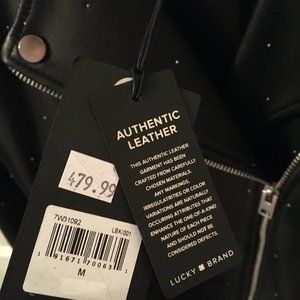 AUTHENTIC
LEATHER
THIS AUTHENTIC LEATHER
GARMENT HAS BEEN
CRAFTED FROM CAREFULLY
CHOSEN MATERIALS.
ANY MARKINGS,
IRREGULARITIES OR COLOR
VARIATIONS ARE NATURALLY
OCCURING ATTRIBUTES THAT
ENHANCE THE ONE-OF-A-KIND
NATURE OF EACH PIECE
AND SHOULD NOT BE
CONSIDERED DEFECTS.
LUCKY BRAND
479.99
7W31092
LBK/001
M